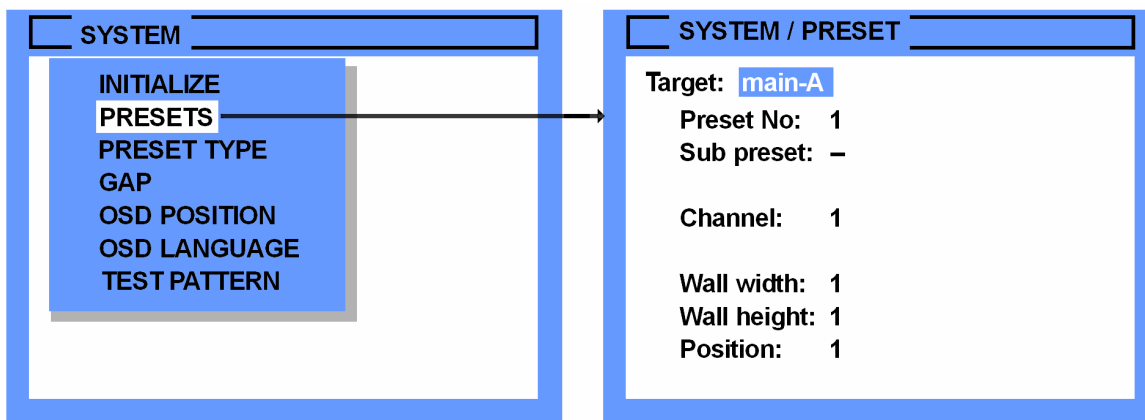 SYSTEM
INITIALIZE
PRESETS
PRESET TYPE
GAP
OSD POSITION
OSD LANGUAGE
TEST PATTERN
SYSTEM / PRESET
Target: main-A
Preset No: 1
Sub preset: –
Channel: 1
Wall width: 1
Wall height: 1
Position: 1